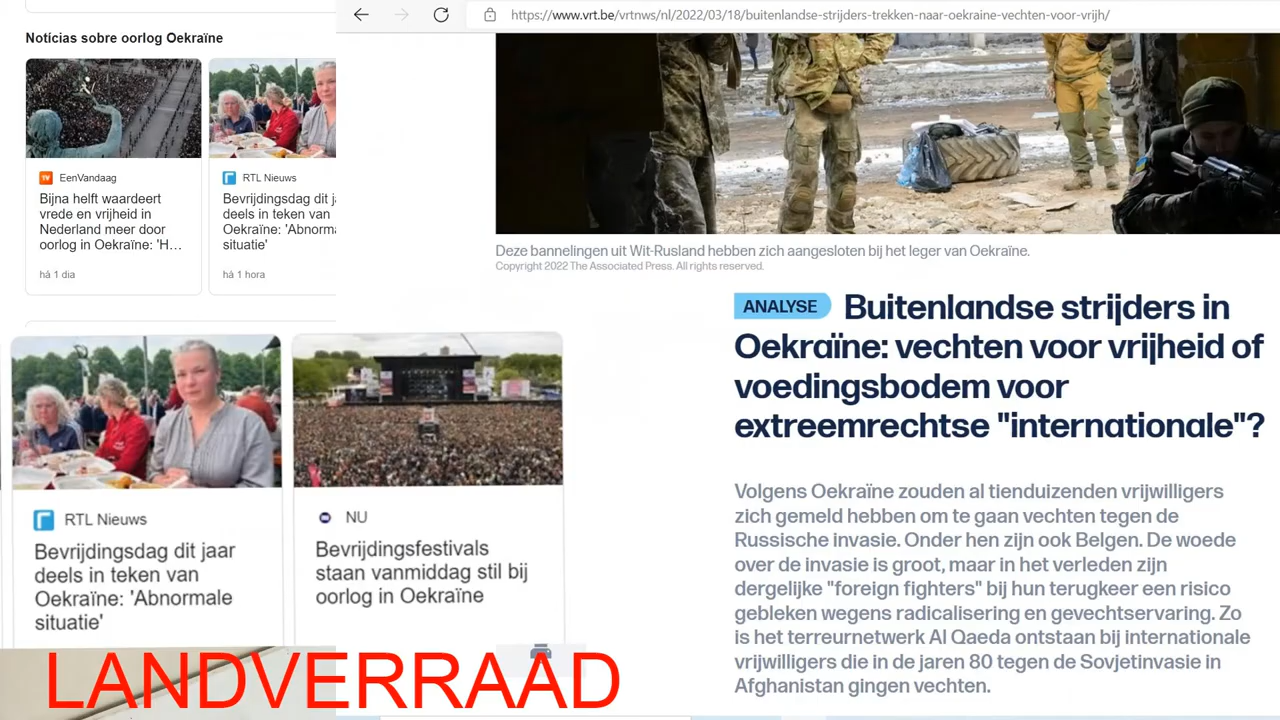 https://www.vrt.be/vrtnws/nl/2022/03/18/buitenlandse-strijders-trekken-naar-oekraine-vechten-voor-vrijh/
Notícias sobre oorlog Oekraïne
EenVandaag
Bijna helft waardeert
vrede en vrijheid in
Nederland meer door
oorlog in Oekraïne: 'H...
há 1 dia
RTL Nieuws
Bevrijdingsdag dit ja
deels in teken van
Oekraïne: 'Abnorma
situatie'
há 1 hora
RTL Nieuws
Bevrijdingsdag dit jaar
deels in teken van
Oekraïne: 'Abnormale
situatie'
NU
Bevrijdingsfestivals
staan vanmiddag stil bij
oorlog in Oekraïne
LANDVERRAAD
Deze bannelingen uit Wit-Rusland hebben zich aangesloten bij het leger van Oekraïne.
Copyright 2022 The Associated Press. All rights reserved.
ANALYSE Buitenlandse strijders in
Oekraïne: vechten voor vrijheid of
voedingsbodem voor
extreemrechtse "internationale"?
Volgens Oekraïne zouden al tienduizenden vrijwilligers
zich gemeld hebben om te gaan vechten tegen de
Russische invasie. Onder hen zijn ook Belgen. De woede
over de invasie is groot, maar in het verleden zijn
dergelijke "foreign fighters" bij hun terugkeer een risico
gebleken wegens radicalisering en gevechtservaring. Zo
is het terreurnetwerk Al Qaeda ontstaan bij internationale
vrijwilligers die in de jaren 80 tegen de Sovjetinvasie in
Afghanistan gingen vechten.